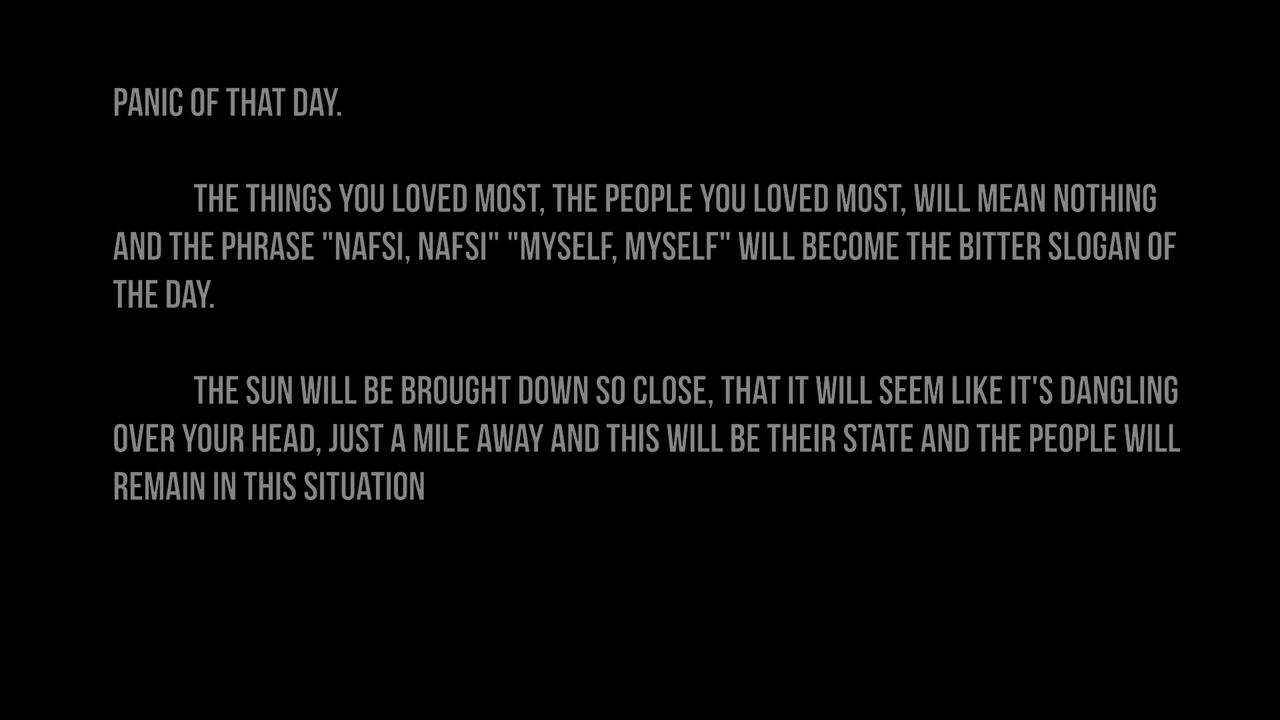 PANIC OF THAT DAY.
THE THINGS YOU LOVED MOST, THE PEOPLE YOU LOVED MOST, WILL MEAN NOTHING
AND THE PHRASE "NAFSI, NAFSI" "MYSELF, MYSELF" WILL BECOME THE BITTER SLOGAN OF
THE DAY.
THE SUN WILL BE BROUGHT DOWN SO CLOSE, THAT IT WILL SEEM LIKE IT'S DANGLING
OVER YOUR HEAD, JUST A MILE AWAY AND THIS WILL BE THEIR STATE AND THE PEOPLE WILL
REMAIN IN THIS SITUATION